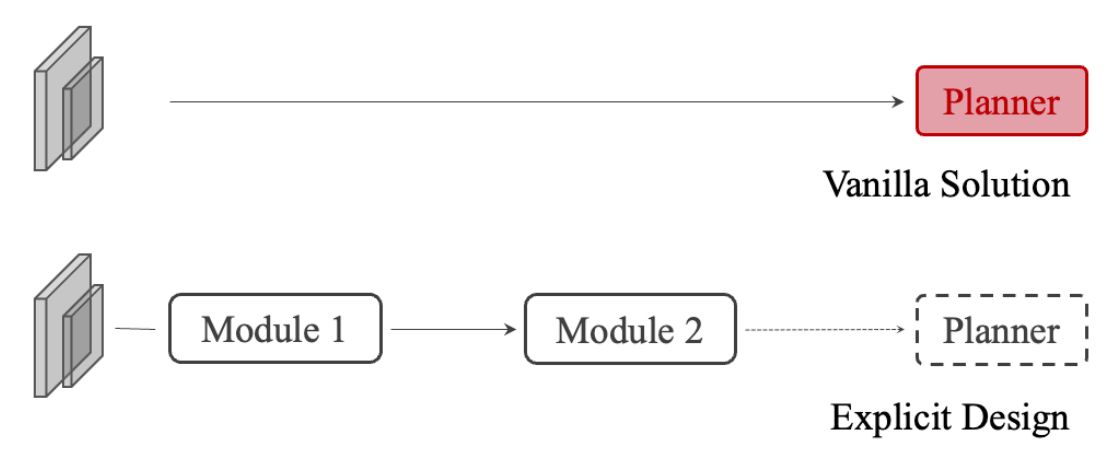 Planner
Vanilla Solution
Module 1
Module 2
Planner
Explicit Design